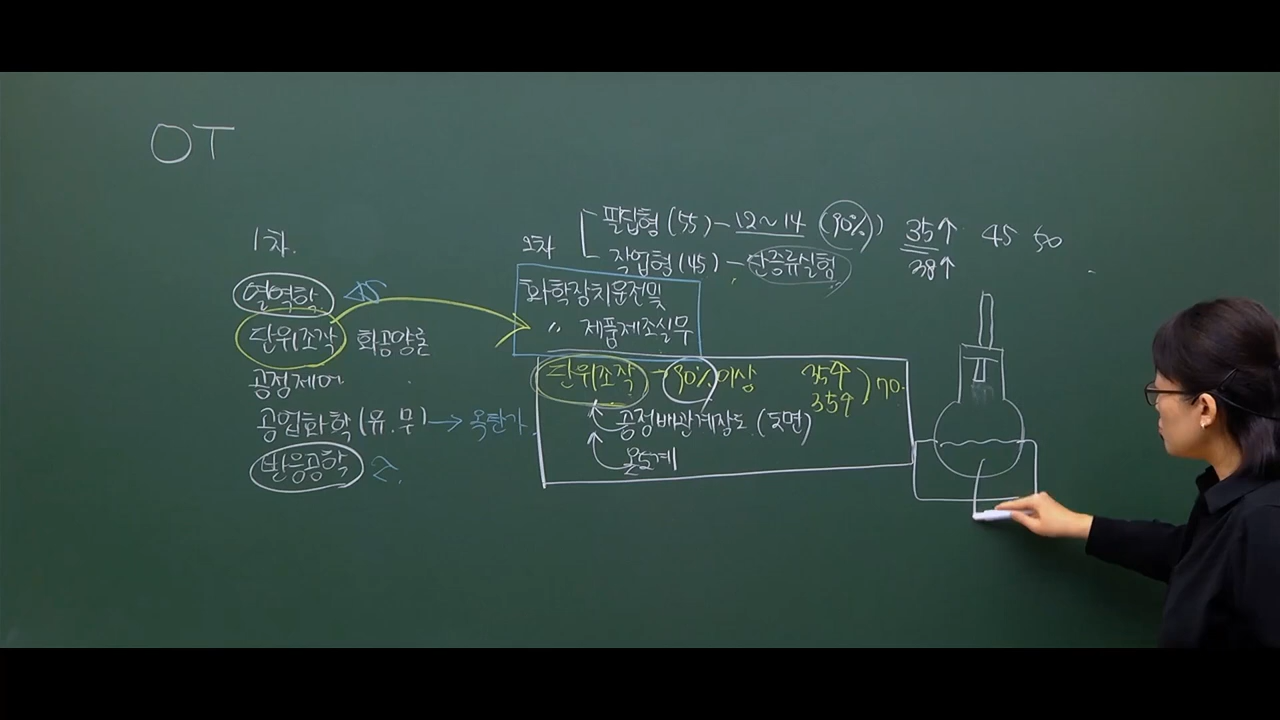 OT
1차.
열역학 ΔS
단위조작 화공양론
공정제어
공업화학 (유.무) → 옥탄가.
반응공학 2.
2차
필답형 (55) - 12~14 (90%) 35↑ 45 50
작업형 (45) - 단증류실험 38↑
화학장치운전및
〃 제품제조실무
단위조작 - 90% 이상 35↑ 35↑ ) 70.
공정배관계장도. (도면)
온도계